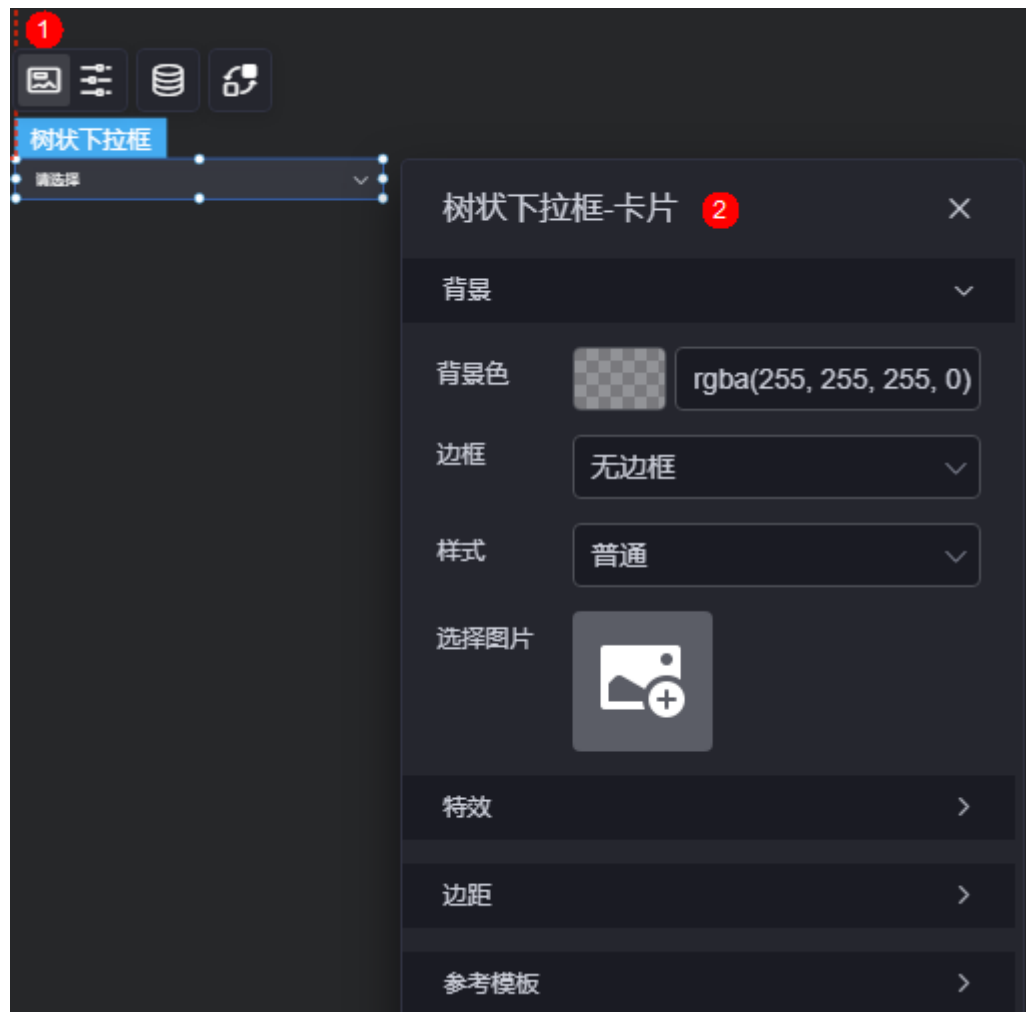 1
树状下拉框
请选择
树状下拉框-卡片 2
背景
背景色 rgba(255, 255, 255, 0)
边框 无边框
样式 普通
选择图片
特效
边距
参考模板